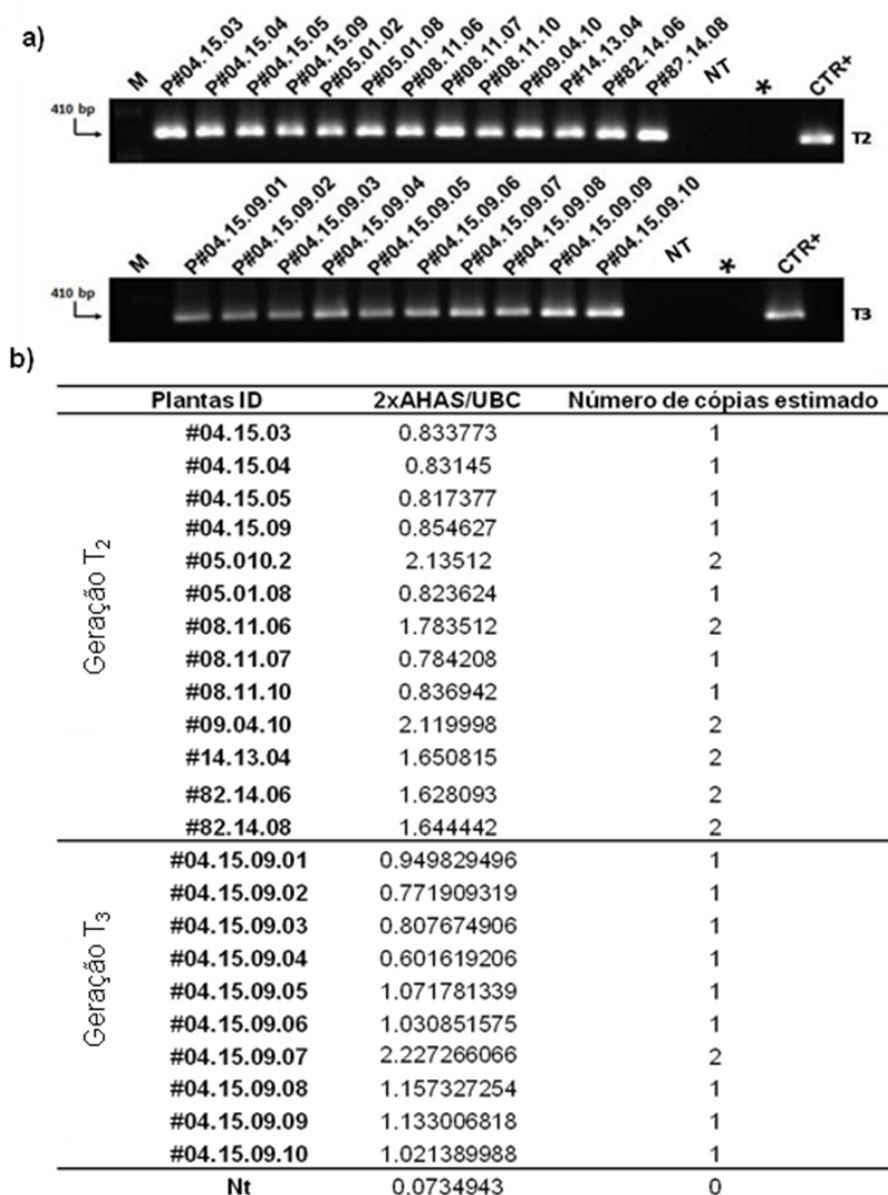 a)
M P#04.15.03 P#04.15.04 P#04.15.05 P#04.15.09 P#05.01.02 P#05.01.08 P#08.11.06 P#08.11.07 P#08.11.10 P#09.04.10 P#14.13.04 P#82.14.06 P#82.14.08 NT * CTR+
410 bp
T2
M P#04.15.09.01 P#04.15.09.02 P#04.15.09.03 P#04.15.09.04 P#04.15.09.05 P#04.15.09.06 P#04.15.09.07 P#04.15.09.08 P#04.15.09.09 P#04.15.09.10 NT * CTR+
410 bp
T3
b)
Plantas ID 2xAHAS/UBC Número de cópias estimado
Geração T2
#04.15.03 0.833773 1
#04.15.04 0.83145 1
#04.15.05 0.817377 1
#04.15.09 0.854627 1
#05.010.2 2.13512 2
#05.01.08 0.823624 1
#08.11.06 1.783512 2
#08.11.07 0.784208 1
#08.11.10 0.836942 1
#09.04.10 2.119998 2
#14.13.04 1.650815 2
#82.14.06 1.628093 2
#82.14.08 1.644442 2
Geração T3
#04.15.09.01 0.949829496 1
#04.15.09.02 0.771909319 1
#04.15.09.03 0.807674906 1
#04.15.09.04 0.601619206 1
#04.15.09.05 1.071781339 1
#04.15.09.06 1.030851575 1
#04.15.09.07 2.227266066 2
#04.15.09.08 1.157327254 1
#04.15.09.09 1.133006818 1
#04.15.09.10 1.021389988 1
Nt 0.0734943 0